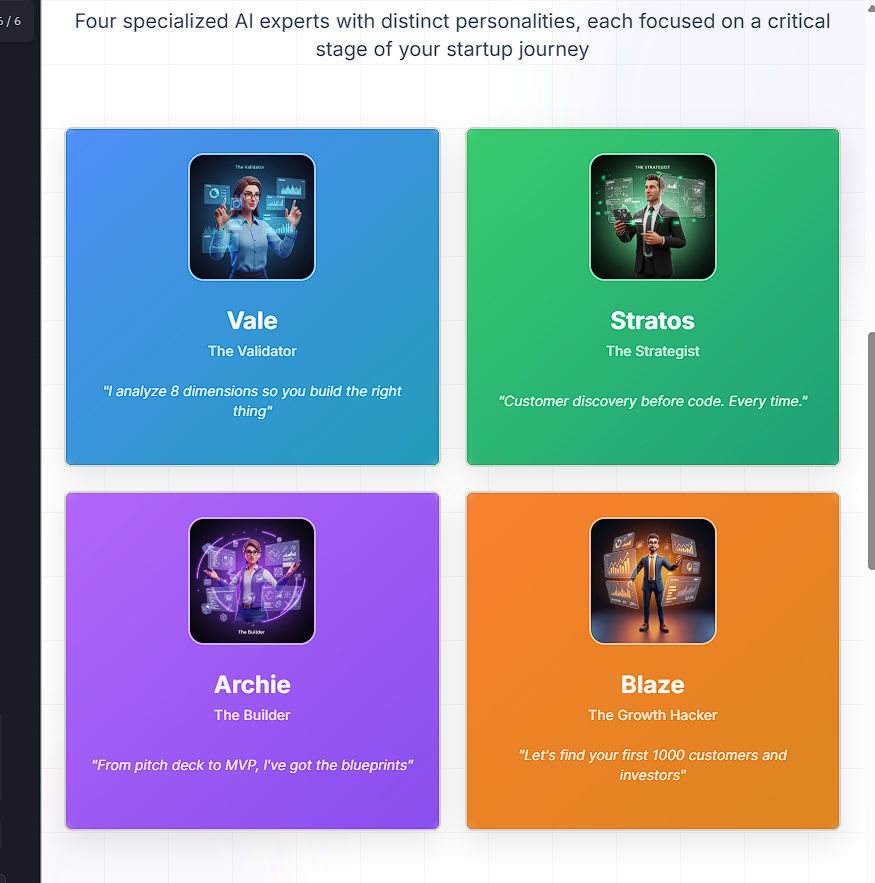 6 / 6
Four specialized AI experts with distinct personalities, each focused on a critical
stage of your startup journey
The Validator
Vale
The Validator
"I analyze 8 dimensions so you build the right
thing"
THE STRATEGIST
Stratos
The Strategist
"Customer discovery before code. Every time."
The Builder
Archie
The Builder
"From pitch deck to MVP, I've got the blueprints"
Blaze
The Growth Hacker
"Let's find your first 1000 customers and
investors"